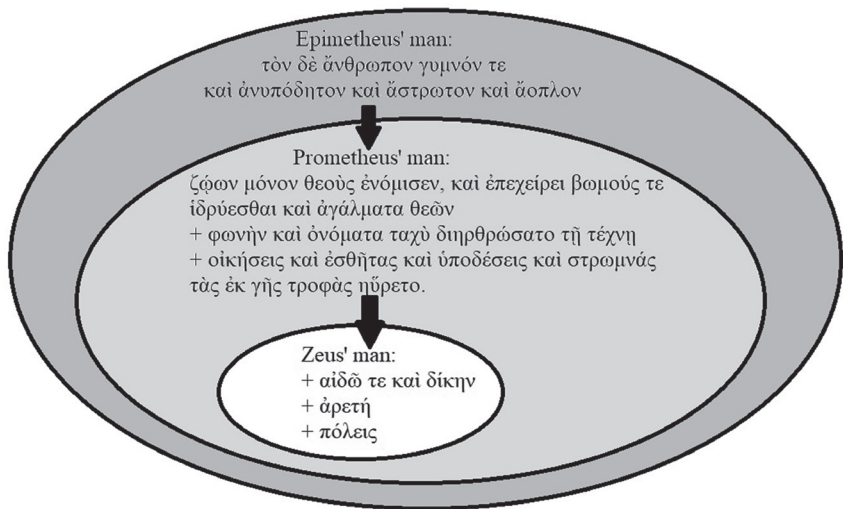 Epimetheus' man:
τὸν δὲ ἄνθρωπον γυμνόν τε
καὶ ἀνυπόδητον καὶ ἄστρωτον καὶ ἄοπλον
Prometheus' man:
ζῴων μόνον θεοὺς ἐνόμισεν, καὶ ἐπεχείρει βωμούς τε
ἱδρύεσθαι καὶ ἀγάλματα θεῶν
+ φωνὴν καὶ ὀνόματα ταχὺ διηρθρώσατο τῇ τέχνῃ
+ οἰκήσεις καὶ ἐσθῆτας καὶ ὑποδέσεις καὶ στρωμνάς
τὰς ἐκ γῆς τροφὰς ηὕρετο.
Zeus' man:
+ αἰδῶ τε καὶ δίκην
+ ἀρετή
+ πόλεις